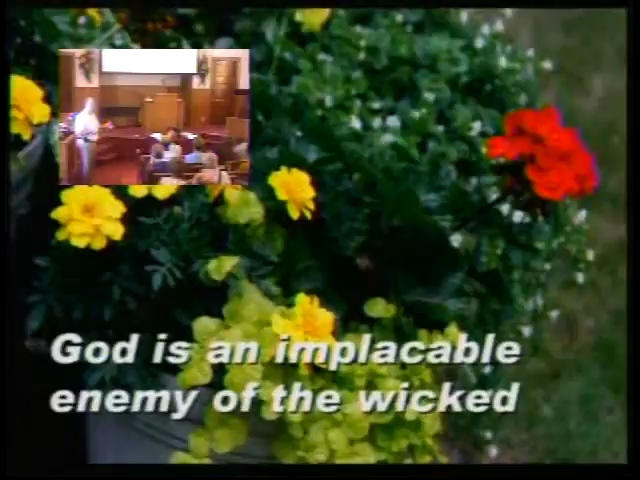 God is an implacable
enemy of the wicked